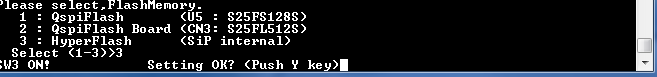 Please select,FlashMemory.
1 : QspiFlash (U5 : S25FS128S)
2 : QspiFlash Board (CN3: S25FL512S)
3 : HyperFlash (SiP internal)
Select (1-3)>3
SW3 ON! Setting OK? (Push Y key)